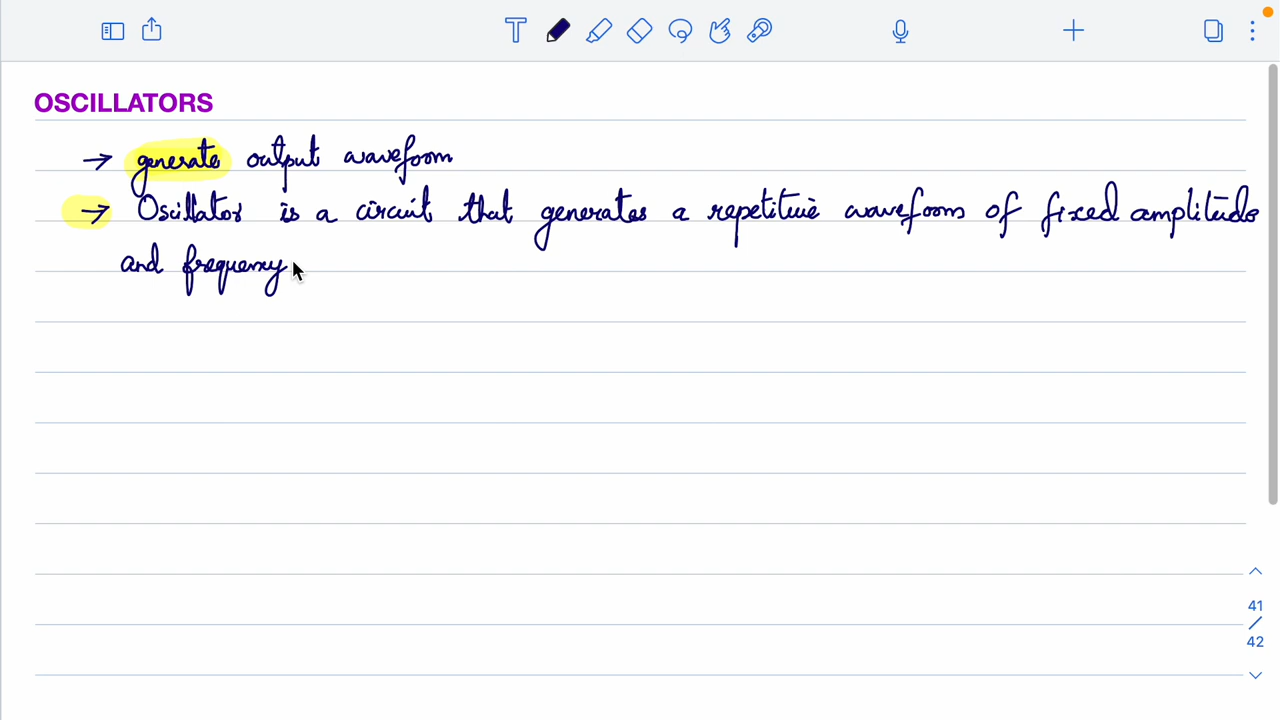 OSCILLATORS
→ generate output waveform
→ Oscillator is a circuit that generates a repetitive waveform of fixed amplitude
and frequency
41
/
42